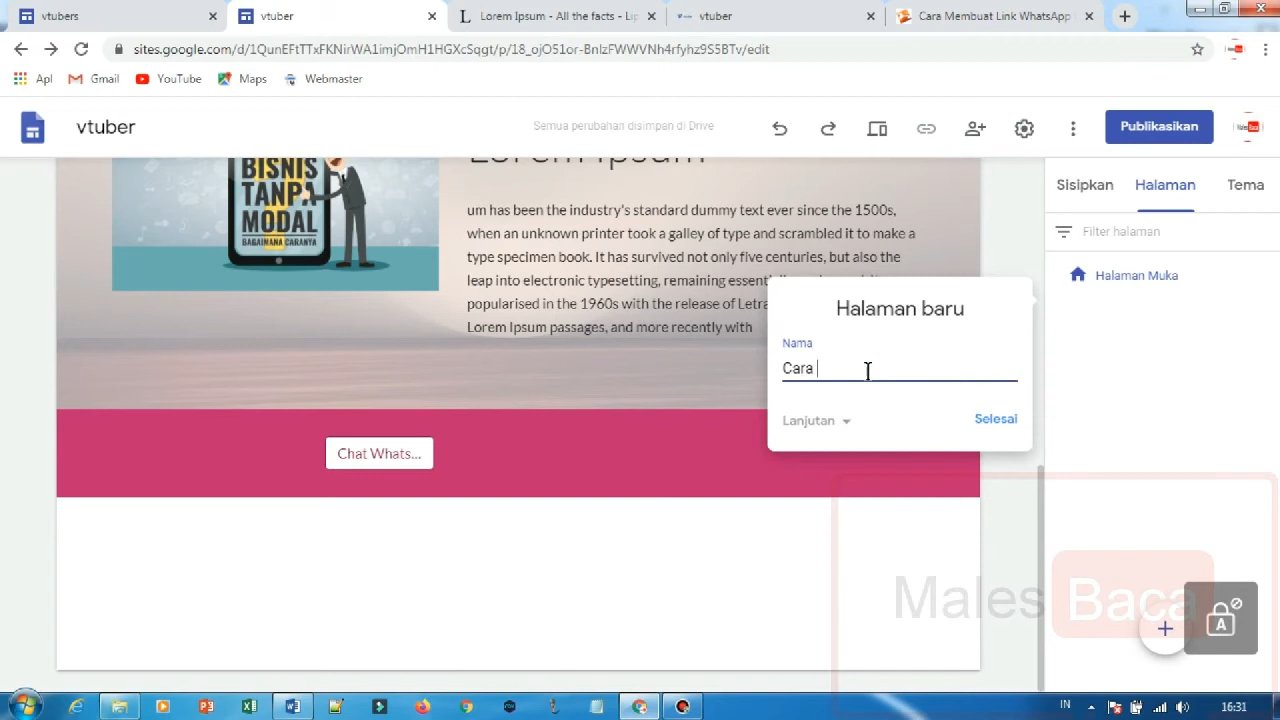 vtubers
vtuber
Lorem Ipsum - All the facts - Lip
vtuber
Cara Membuat Link WhatsApp
sites.google.com/d/1QunEFtTTxFKNirWA1imjOmH1HGXcSqgt/p/18_ojO51or-BnlzFWWVNh4rfyhz9S5BTv/edit
Apl
Gmail
YouTube
Maps
Webmaster
vtuber
Semua perubahan disimpan di Drive
Publikasikan
Sisipkan
Halaman
Tema
Filter halaman
Halaman Muka
BISNIS
TANPA
MODAL
BAGAIMANA CARANYA
Lorem Ipsum
um has been the industry's standard dummy text ever since the 1500s,
when an unknown printer took a galley of type and scrambled it to make a
type specimen book. It has survived not only five centuries, but also the
leap into electronic typesetting, remaining
popularised in the 1960s with the release of
Lorem Ipsum passages, and more recently with
Halaman baru
Nama
Cara
Lanjutan
Selesai
Chat Whats...
Males Baca
A
IN
16:31